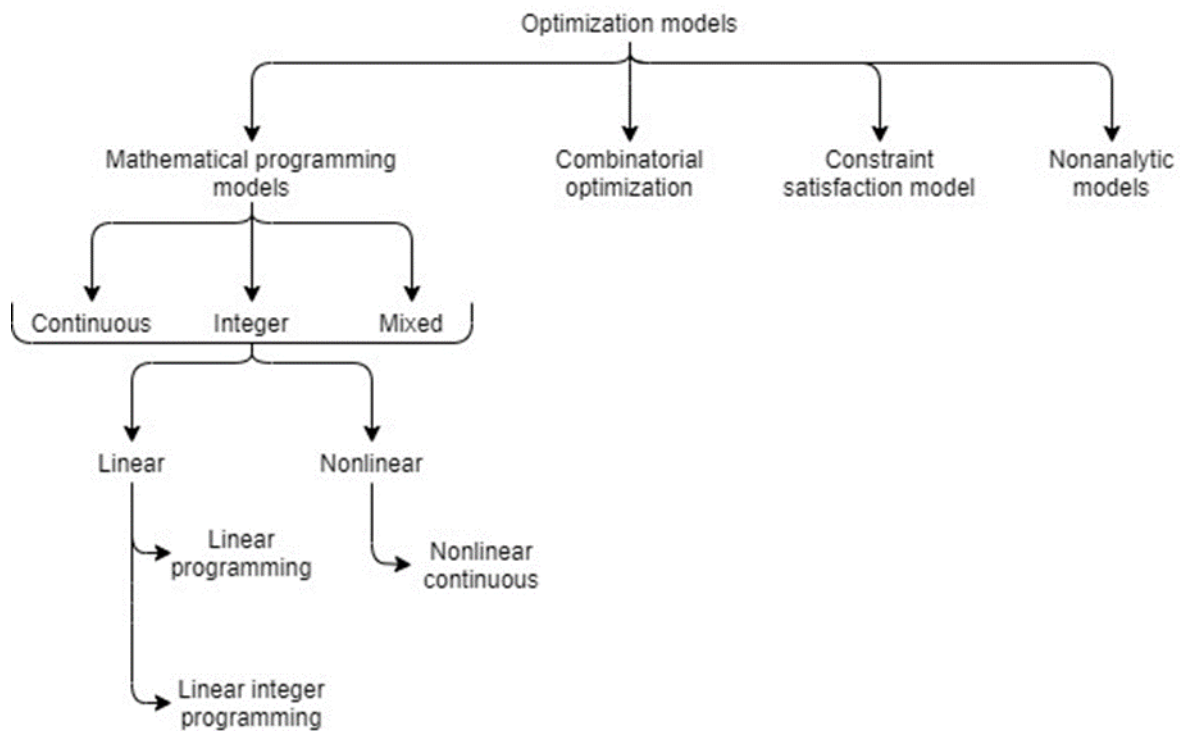 Optimization models
Mathematical programming
models
Combinatorial
optimization
Constraint
satisfaction model
Nonanalytic
models
Continuous
Integer
Mixed
Linear
Nonlinear
Linear
programming
Nonlinear
continuous
Linear integer
programming